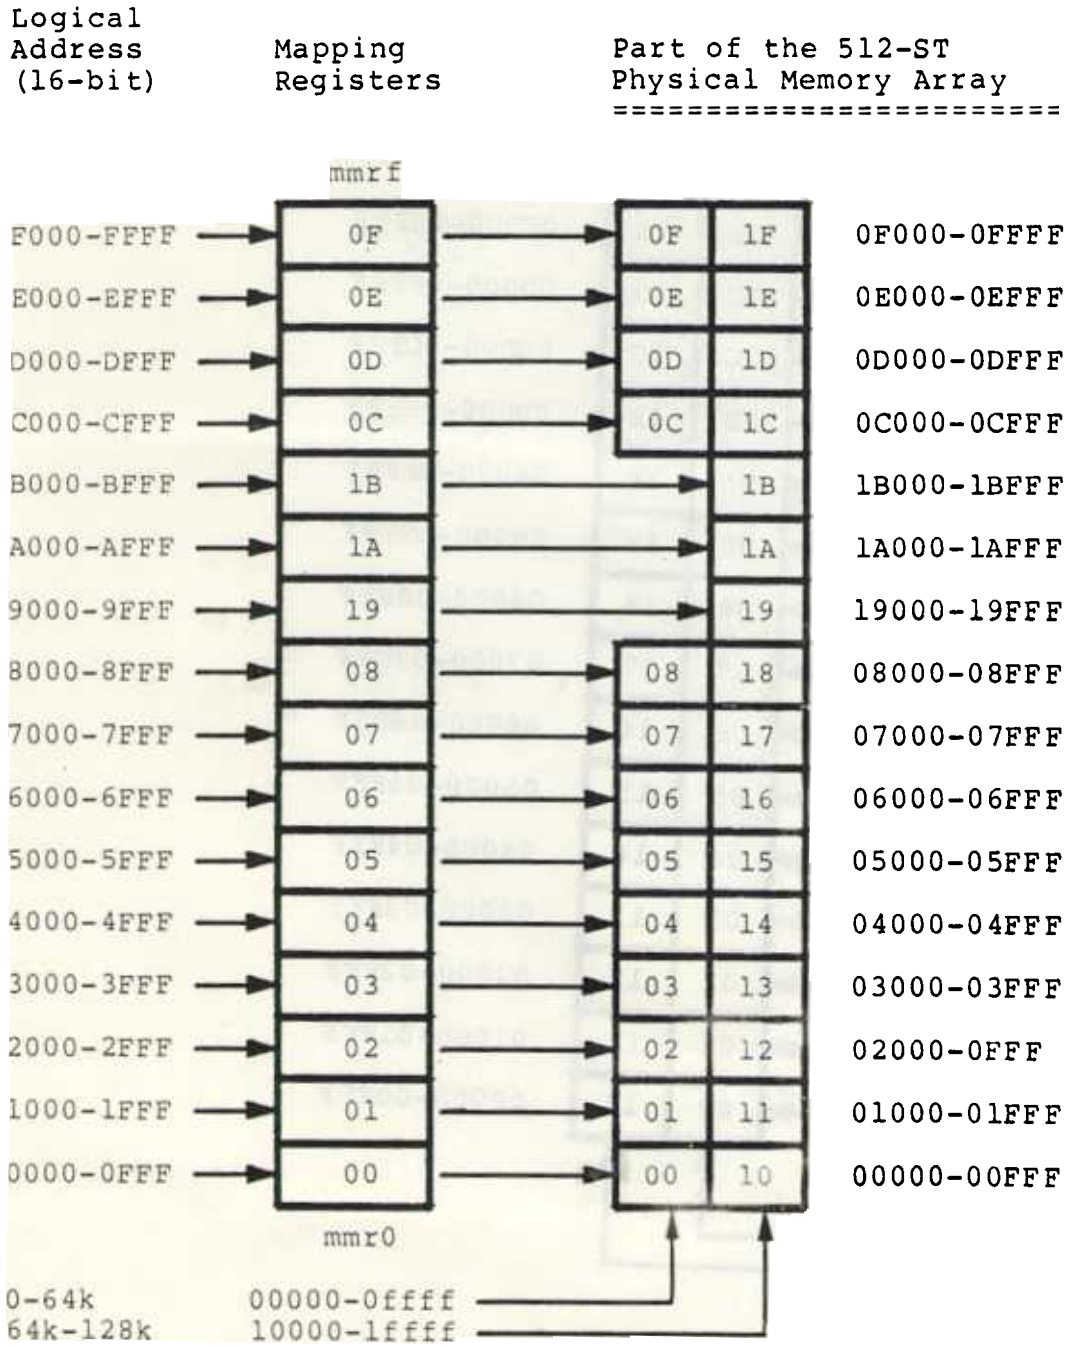 Logical
Address Mapping Part of the 512-ST
(16-bit) Registers Physical Memory Array
========================
mmrf
F000-FFFF 0F 0F 1F 0F000-0FFFF
E000-EFFF 0E 0E 1E 0E000-0EFFF
D000-DFFF 0D 0D 1D 0D000-0DFFF
C000-CFFF 0C 0C 1C 0C000-0CFFF
B000-BFFF 1B 1B 1B000-1BFFF
A000-AFFF 1A 1A 1A000-1AFFF
9000-9FFF 19 19 19000-19FFF
8000-8FFF 08 08 18 08000-08FFF
7000-7FFF 07 07 17 07000-07FFF
6000-6FFF 06 06 16 06000-06FFF
5000-5FFF 05 05 15 05000-05FFF
4000-4FFF 04 04 14 04000-04FFF
3000-3FFF 03 03 13 03000-03FFF
2000-2FFF 02 02 12 02000-0FFF
1000-1FFF 01 01 11 01000-01FFF
0000-0FFF 00 00 10 00000-00FFF
mmr0
0-64k 00000-0ffff
64k-128k 10000-1ffff